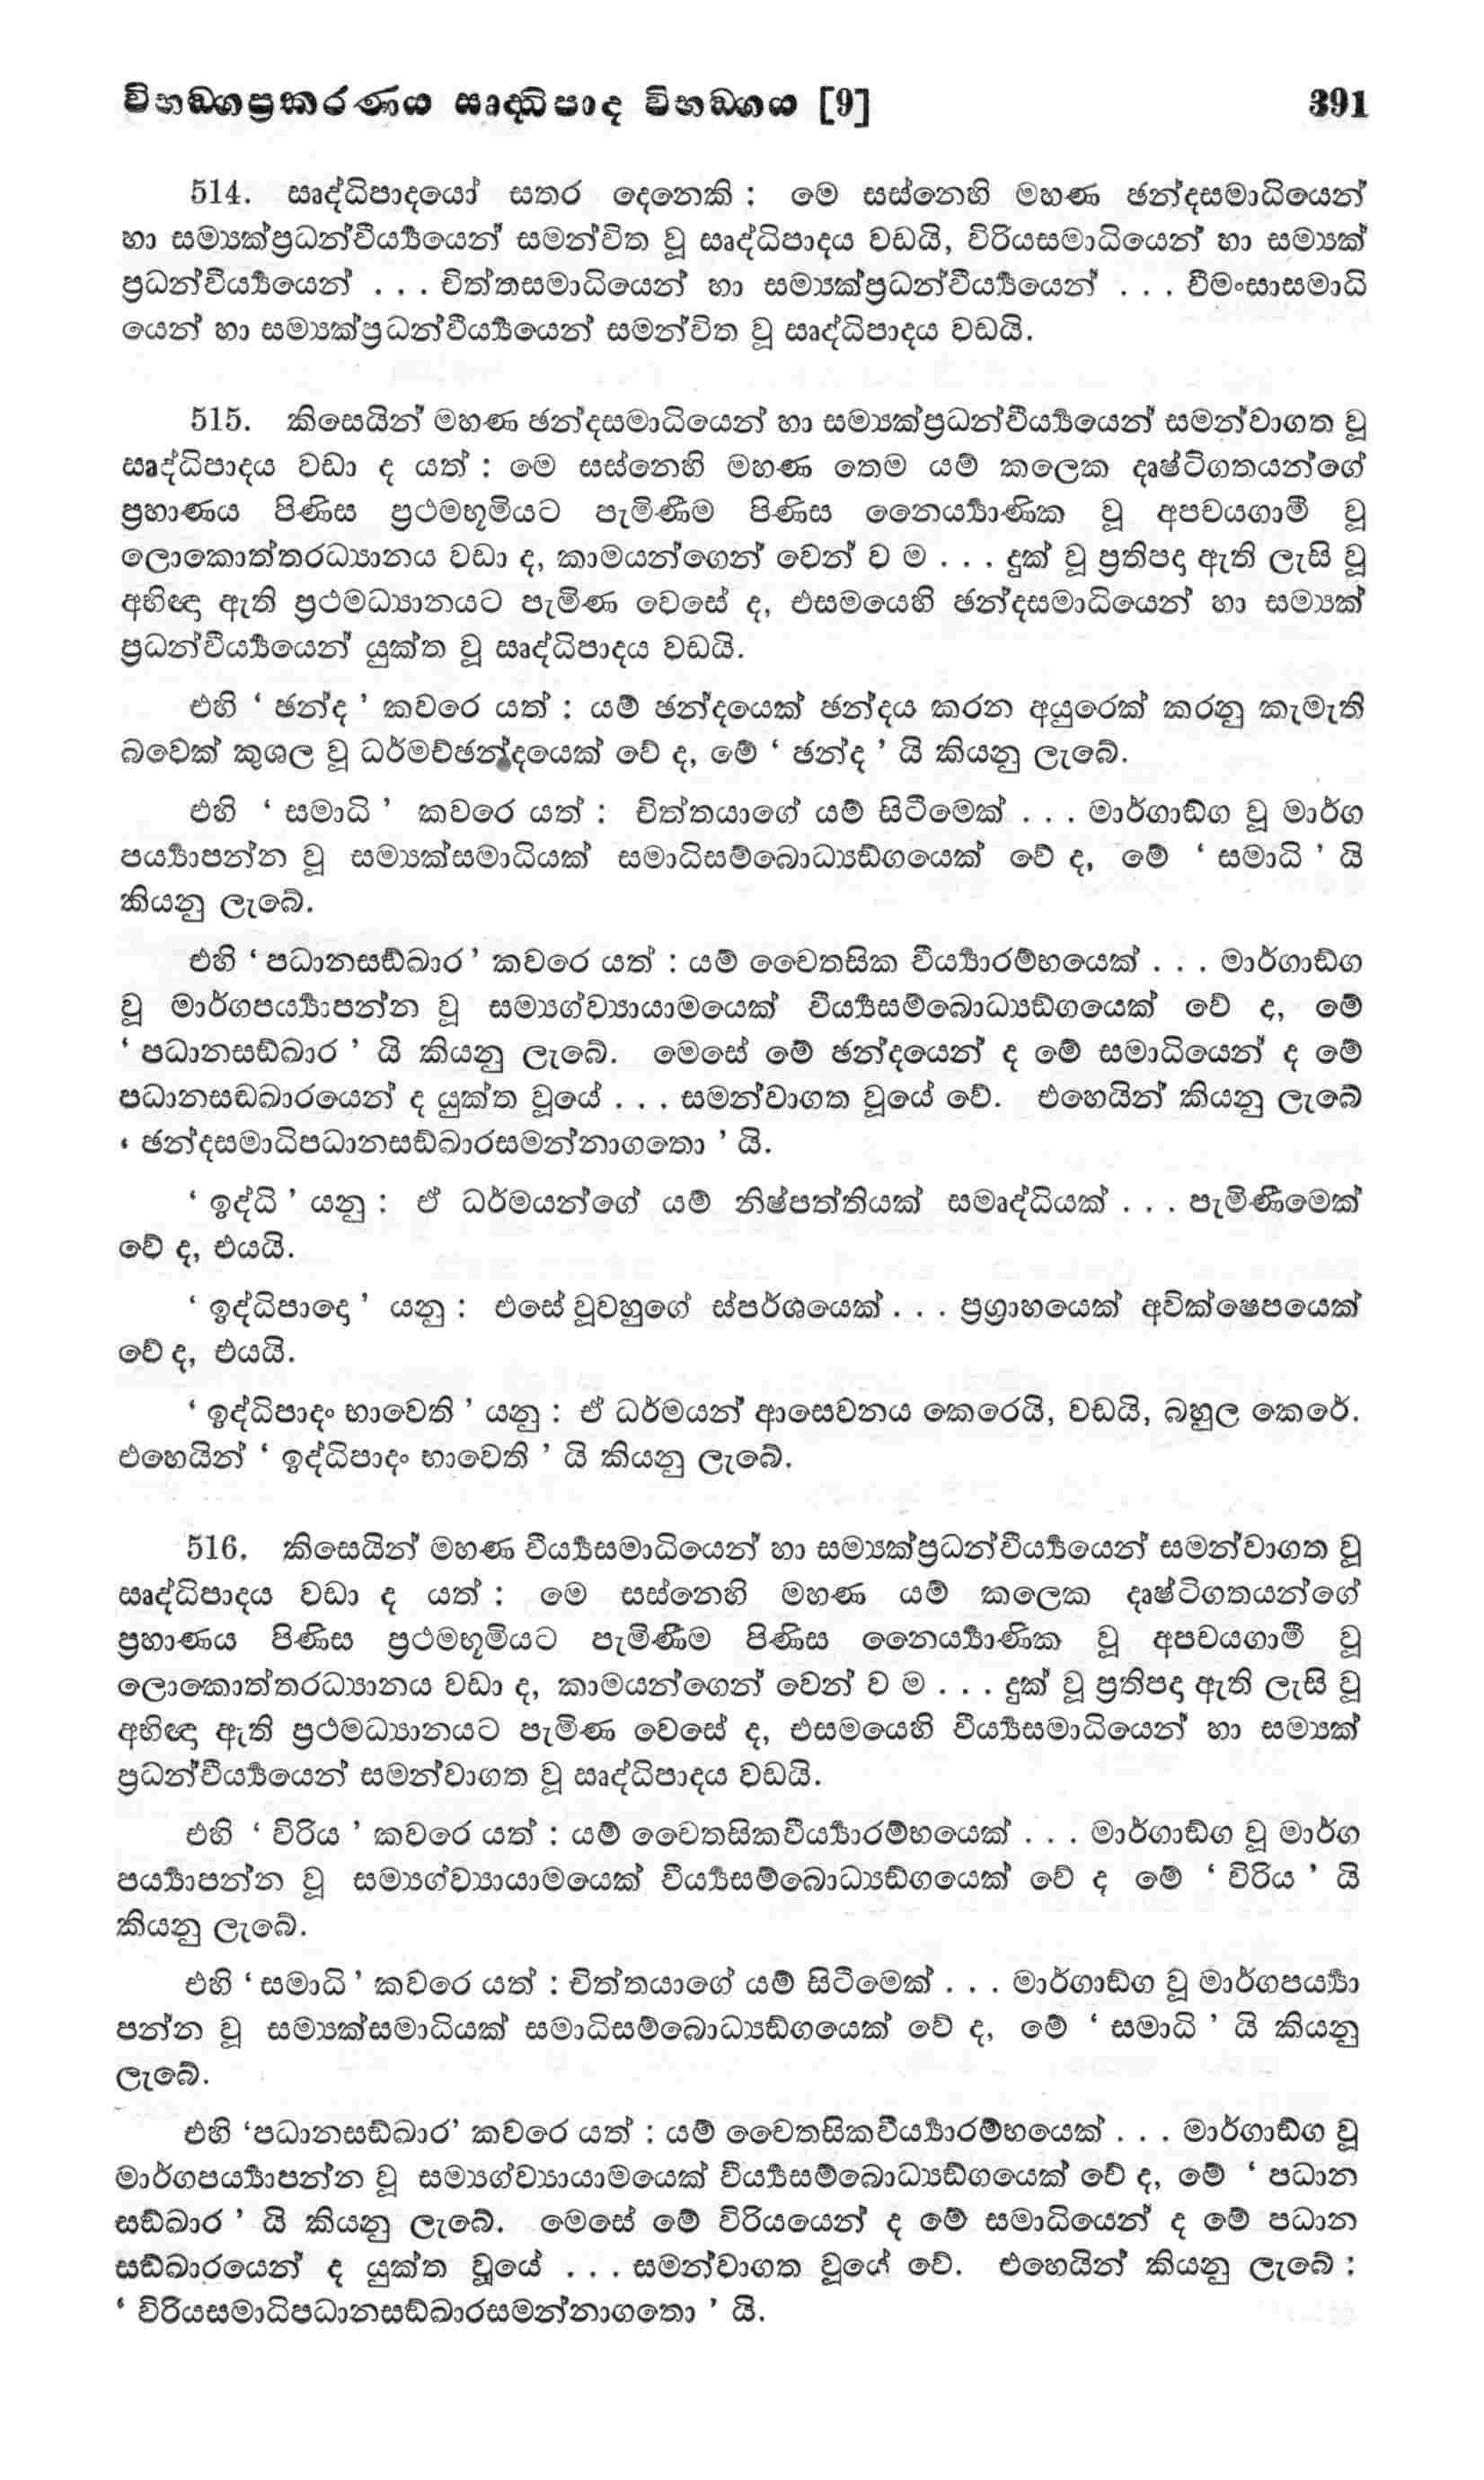 විභඞ්ගප්‍රකරණය ඍද්ධිපාද විභඞ්ගය [9] 391
514. ඍද්ධිපාදයෝ සතර දෙනෙකි : මෙ සස්නෙහි මහණ ඡන්දසමාධියෙන්
හා සම්‍යක්ප්‍රධන්වීර්‍ය්‍යයෙන් සමන්විත වූ ඍද්ධිපාදය වඩයි, විරියසමාධියෙන් හා සම්‍යක්
ප්‍රධන්වීර්‍ය්‍යයෙන් . . . චිත්තසමාධියෙන් හා සම්‍යක්ප්‍රධන්වීර්‍ය්‍යයෙන් . . . වීමංසාසමාධි
යෙන් හා සම්‍යක්ප්‍රධන්වීර්‍ය්‍යයෙන් සමන්විත වූ ඍද්ධිපාදය වඩයි.
515. කිසෙයින් මහණ ඡන්දසමාධියෙන් හා සම්‍යක්ප්‍රධන්වීර්‍ය්‍යයෙන් සමන්වාගත වූ
ඍද්ධිපාදය වඩා ද යත් : මෙ සස්නෙහි මහණ තෙම යම් කලෙක දෘෂ්ටිගතයන්ගේ
ප්‍රහාණය පිණිස ප්‍රථමභූමියට පැමිණීම පිණිස නෛර්‍ය්‍යාණික වූ අපචයගාමී වූ
ලොකොත්තරධ්‍යානය වඩා ද, කාමයන්ගෙන් වෙන් ව ම . . . දුක් වූ ප්‍රතිපදා ඇති ලැසි වූ
අභිඥා ඇති ප්‍රථමධ්‍යානයට පැමිණ වෙසේ ද, එසමයෙහි ඡන්දසමාධියෙන් හා සම්‍යක්
ප්‍රධන්වීර්‍ය්‍යයෙන් යුක්ත වූ ඍද්ධිපාදය වඩයි.
එහි ‘ ඡන්ද ’ කවරෙ යත් : යම් ඡන්දයෙක් ඡන්දය කරන අයුරෙක් කරනු කැමැති
බවෙක් කුශල වූ ධර්මච්ඡන්දයෙක් වේ ද, මේ ‘ ඡන්ද ’ යි කියනු ලැබේ.
එහි ‘ සමාධි ’ කවරෙ යත් : චිත්තයාගේ යම් සිටීමෙක් . . . මාර්ගාඞ්ග වූ මාර්ග
පර්‍ය්‍යාපන්න වූ සම්‍යක්සමාධියක් සමාධිසම්බොධ්‍යඞ්ගයෙක් වේ ද, මේ ‘ සමාධි ’ යි
කියනු ලැබේ.
එහි ‘ පධානසඞ්ඛාර ’ කවරෙ යත් : යම් චෛතසික වීර්‍ය්‍යාරම්භයෙක් . . . මාර්ගාඞ්ග
වූ මාර්ගපර්‍ය්‍යාපන්න වූ සම්‍යග්ව්‍යායාමයෙක් වීර්‍ය්‍යසම්බොධ්‍යඞ්ගයෙක් වේ ද, මේ
‘ පධානසඞ්ඛාර ’ යි කියනු ලැබේ. මෙසේ මේ ඡන්දයෙන් ද මේ සමාධියෙන් ද මේ
පධානසඞඛාරයෙන් ද යුක්ත වූයේ . . . සමන්වාගත වූයේ වේ. එහෙයින් කියනු ලැබේ
‘ ඡන්දසමාධිපධානසඞ්ඛාරසමන්නාගතො ’ යි.
‘ ඉද්ධි ’ යනු : ඒ ධර්මයන්ගේ යම් නිෂ්පත්තියක් සමෘද්ධියක් . . . පැමිණීමෙක්
වේ ද, එයයි.
‘ ඉද්ධිපාදො ’ යනු : එසේ වූවහුගේ ස්පර්ශයෙක් . . . ප්‍රග්‍රාහයෙක් අවික්ෂෙපයෙක්
වේ ද, එයයි.
‘ ඉද්ධිපාදං භාවෙති ’ යනු : ඒ ධර්මයන් ආසෙවනය කෙරෙයි, වඩයි, බහුල කෙරේ.
එහෙයින් ‘ ඉද්ධිපාදං භාවෙති ’ යි කියනු ලැබේ.
516. කිසෙයින් මහණ වීර්‍ය්‍යසමාධියෙන් හා සම්‍යක්ප්‍රධන්වීර්‍ය්‍යයෙන් සමන්වාගත වූ
ඍද්ධිපාදය වඩා ද යත් : මෙ සස්නෙහි මහණ යම් කලෙක දෘෂ්ටිගතයන්ගේ
ප්‍රහාණය පිණිස ප්‍රථමභූමියට පැමිණීම පිණිස නෛර්‍ය්‍යාණික වූ අපචයගාමී වූ
ලොකොත්තරධ්‍යානය වඩා ද, කාමයන්ගෙන් වෙන් ව ම . . . දුක් වූ ප්‍රතිපදා ඇති ලැසි වූ
අභිඥා ඇති ප්‍රථමධ්‍යානයට පැමිණ වෙසේ ද, එසමයෙහි වීර්‍ය්‍යසමාධියෙන් හා සම්‍යක්
ප්‍රධන්වීර්‍ය්‍යයෙන් සමන්වාගත වූ ඍද්ධිපාදය වඩයි.
එහි ‘ විරිය ’ කවරෙ යත් : යම් චෛතසිකවීර්‍ය්‍යාරම්භයෙක් . . . මාර්ගාඞ්ග වූ මාර්ග
පර්‍ය්‍යාපන්න වූ සම්‍යග්ව්‍යායාමයෙක් වීර්‍ය්‍යසම්බොධ්‍යඞ්ගයෙක් වේ ද මේ ‘ විරිය ’ යි
කියනු ලැබේ.
එහි ‘ සමාධි ’ කවරෙ යත් : චිත්තයාගේ යම් සිටීමෙක් . . . මාර්ගාඞ්ග වූ මාර්ගපර්‍ය්‍යා
පන්න වූ සම්‍යක්සමාධියක් සමාධිසම්බොධ්‍යඞ්ගයෙක් වේ ද, මේ ‘ සමාධි ’ යි කියනු
ලැබේ.
එහි ‘පධානසඞ්ඛාර’ කවරෙ යත් : යම් චෛතසිකවීර්‍ය්‍යාරම්භයෙක් . . . මාර්ගාඞ්ග වූ
මාර්ගපර්‍ය්‍යාපන්න වූ සම්‍යග්ව්‍යායාමයෙක් වීර්‍ය්‍යසම්බොධ්‍යඞ්ගයෙක් වේ ද, මේ ‘ පධාන
සඞ්ඛාර ’ යි කියනු ලැබේ. මෙසේ මේ විරියයෙන් ද මේ සමාධියෙන් ද මේ පධාන
සඞ්ඛාරයෙන් ද යුක්ත වූයේ . . . සමන්වාගත වූයේ වේ. එහෙයින් කියනු ලැබේ :
‘ විරියසමාධිපධානසඞ්ඛාරසමන්නාගතො ’ යි.